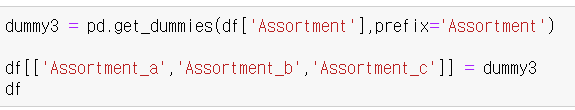 dummy3 = pd.get_dummies(df['Assortment'],prefix='Assortment')
df[['Assortment_a','Assortment_b','Assortment_c']] = dummy3
df